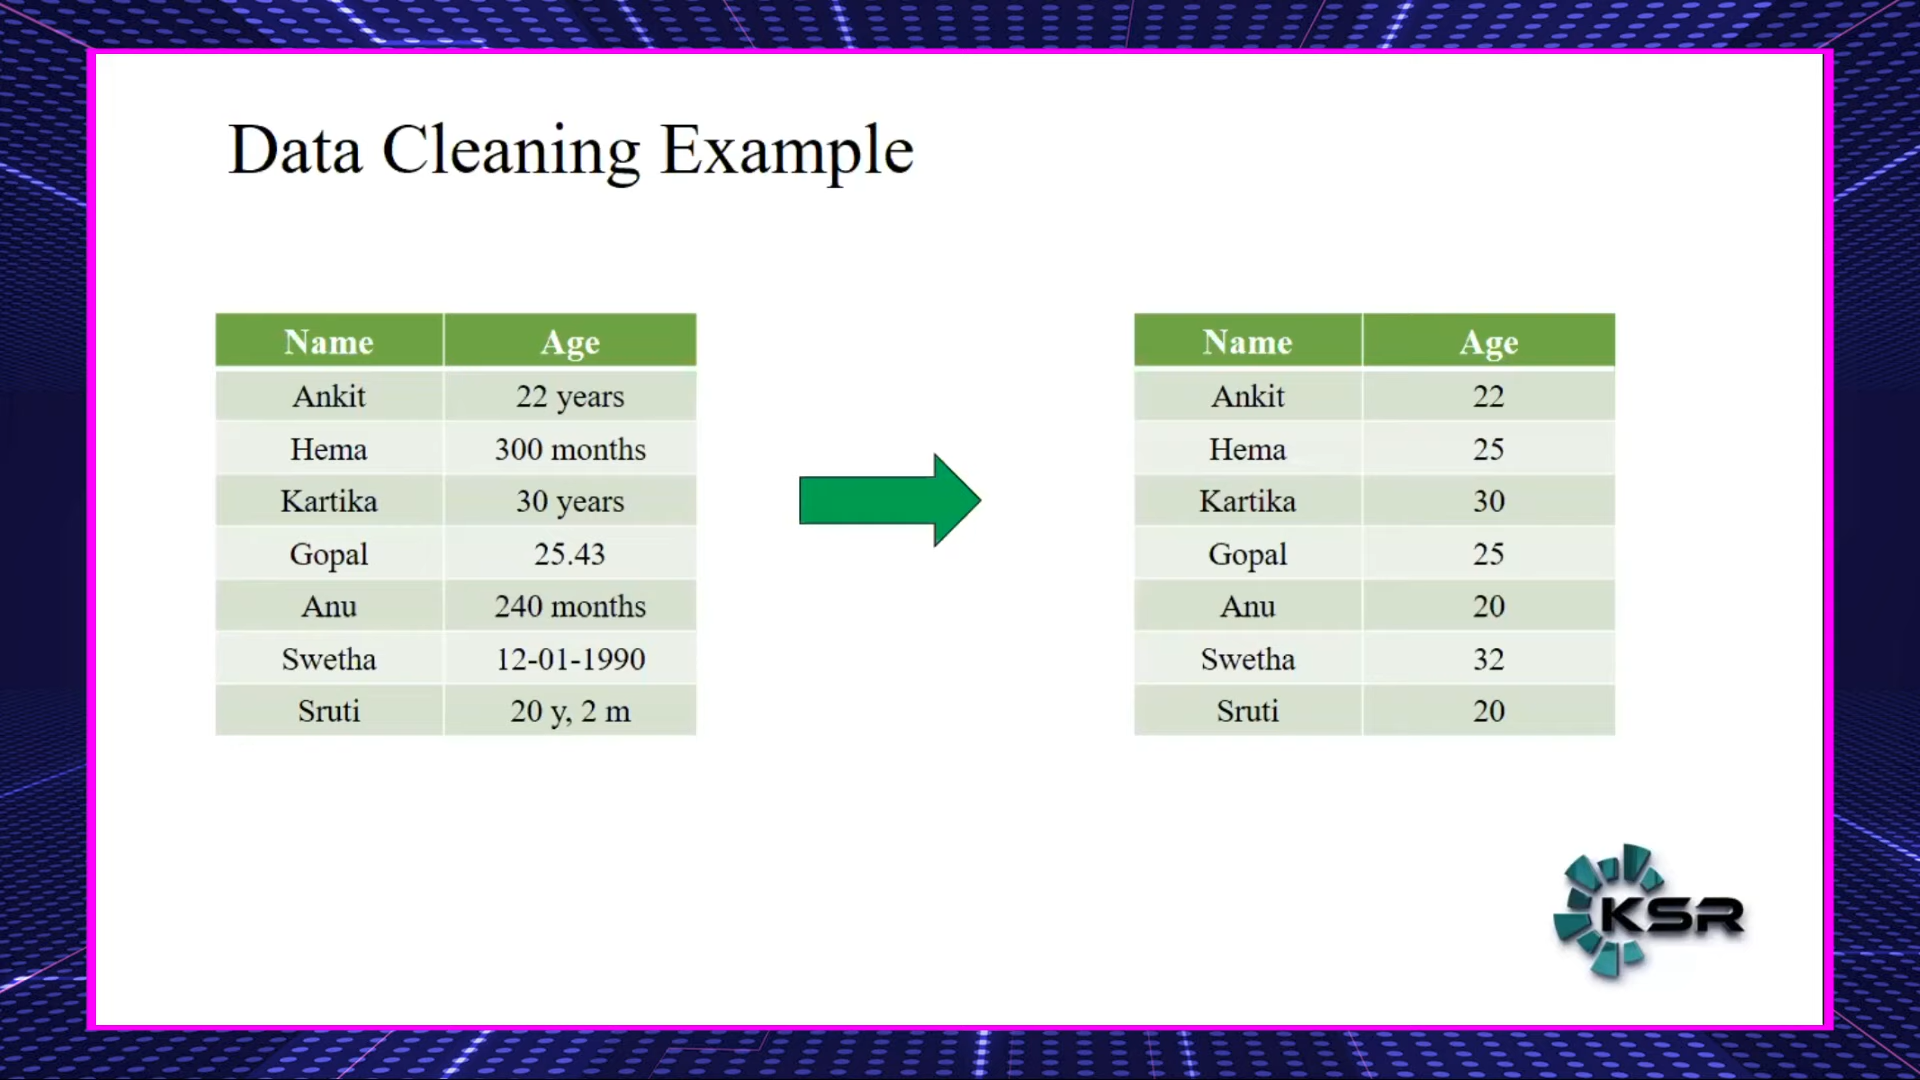 Data Cleaning Example
Name Age
Ankit 22 years
Hema 300 months
Kartika 30 years
Gopal 25.43
Anu 240 months
Swetha 12-01-1990
Sruti 20 y, 2 m
Name Age
Ankit 22
Hema 25
Kartika 30
Gopal 25
Anu 20
Swetha 32
Sruti 20
KSR